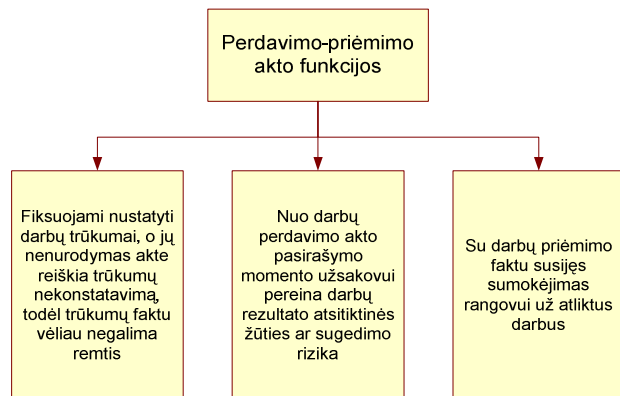 Perdavimo-priėmimo
akto funkcijos
Fiksuojami nustatyti
darbų trūkumai, o jų
nenurodymas akte
reiškia trūkumų
nekonstatavimą,
todėl trūkumų faktu
vėliau negalima
remtis
Nuo darbų
perdavimo akto
pasirašymo
momento užsakovui
pereina darbų
rezultato atsitiktinės
žūties ar sugedimo
rizika
Su darbų priėmimo
faktu susijęs
sumokėjimas
rangovui už atliktus
darbus